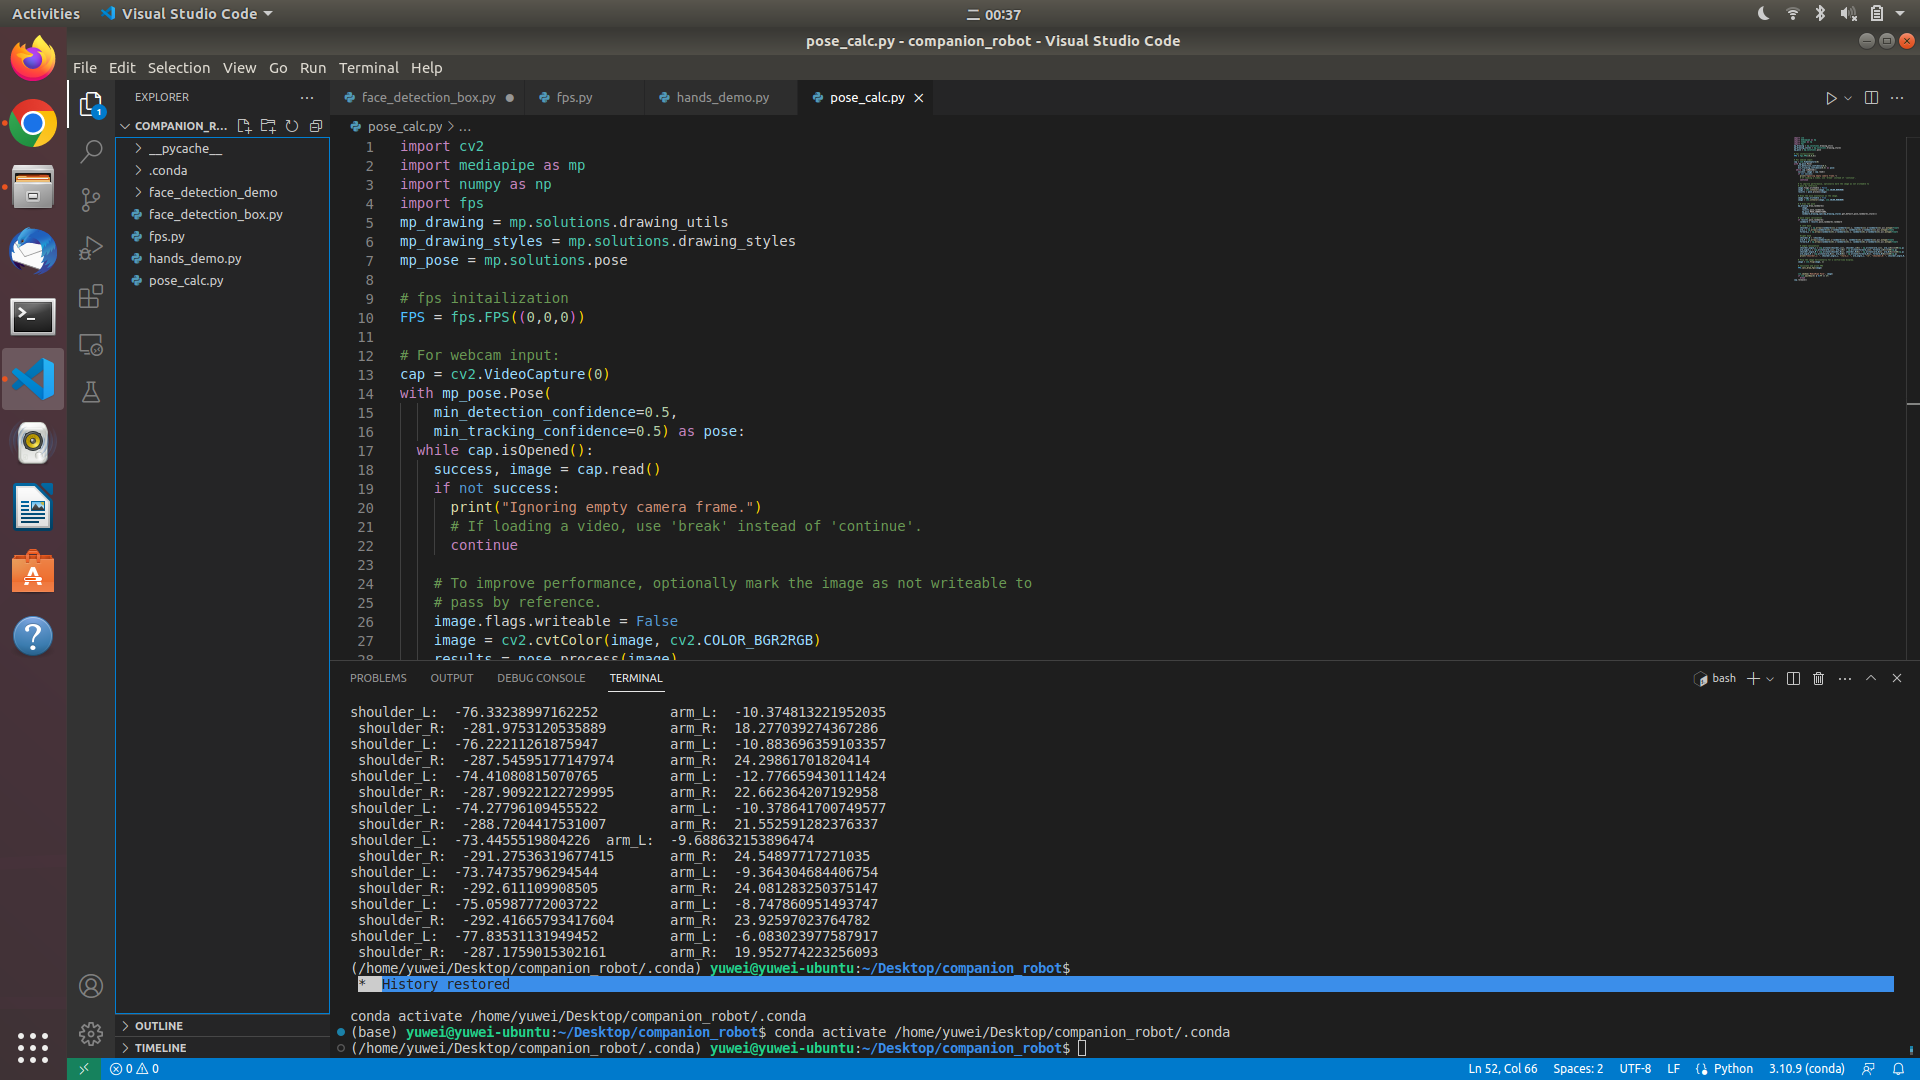 Activities
Visual Studio Code
二 00:37
pose_calc.py - companion_robot - Visual Studio Code
File Edit Selection View Go Run Terminal Help
EXPLORER
1
COMPANION_R...
__pycache__
.conda
face_detection_demo
face_detection_box.py
fps.py
hands_demo.py
pose_calc.py
OUTLINE
TIMELINE
face_detection_box.py
fps.py
hands_demo.py
pose_calc.py
pose_calc.py > ...
1 import cv2
2 import mediapipe as mp
3 import numpy as np
4 import fps
5 mp_drawing = mp.solutions.drawing_utils
6 mp_drawing_styles = mp.solutions.drawing_styles
7 mp_pose = mp.solutions.pose
8
9 # fps initailization
10 FPS = fps.FPS((0,0,0))
11
12 # For webcam input:
13 cap = cv2.VideoCapture(0)
14 with mp_pose.Pose(
15 min_detection_confidence=0.5,
16 min_tracking_confidence=0.5) as pose:
17 while cap.isOpened():
18 success, image = cap.read()
19 if not success:
20 print("Ignoring empty camera frame.")
21 # If loading a video, use 'break' instead of 'continue'.
22 continue
23
24 # To improve performance, optionally mark the image as not writeable to
25 # pass by reference.
26 image.flags.writeable = False
27 image = cv2.cvtColor(image, cv2.COLOR_BGR2RGB)
28 results = pose.process(image)
PROBLEMS OUTPUT DEBUG CONSOLE TERMINAL
bash
shoulder_L: -76.33238997162252 arm_L: -10.374813221952035
shoulder_R: -281.9753120535889 arm_R: 18.277039274367286
shoulder_L: -76.22211261875947 arm_L: -10.883696359103357
shoulder_R: -287.54595177147974 arm_R: 24.29861701820414
shoulder_L: -74.41080815070765 arm_L: -12.776659430111424
shoulder_R: -287.90922122729995 arm_R: 22.662364207192958
shoulder_L: -74.27796109455522 arm_L: -10.378641700749577
shoulder_R: -288.7204417531007 arm_R: 21.552591282376337
shoulder_L: -73.4455519804226 arm_L: -9.688632153896474
shoulder_R: -291.27536319677415 arm_R: 24.54897717271035
shoulder_L: -73.74735796294544 arm_L: -9.364304684406754
shoulder_R: -292.611109908505 arm_R: 24.081283250375147
shoulder_L: -75.05987772003722 arm_L: -8.747860951493747
shoulder_R: -292.41665793417604 arm_R: 23.92597023764782
shoulder_L: -77.83531131949452 arm_L: -6.083023977587917
shoulder_R: -287.1759015302161 arm_R: 19.952774223256093
(/home/yuwei/Desktop/companion_robot/.conda) yuwei@yuwei-ubuntu:~/Desktop/companion_robot$
* History restored
conda activate /home/yuwei/Desktop/companion_robot/.conda
(base) yuwei@yuwei-ubuntu:~/Desktop/companion_robot$ conda activate /home/yuwei/Desktop/companion_robot/.conda
(/home/yuwei/Desktop/companion_robot/.conda) yuwei@yuwei-ubuntu:~/Desktop/companion_robot$
0 0
Ln 52, Col 66 Spaces: 2 UTF-8 LF Python 3.10.9 (conda)